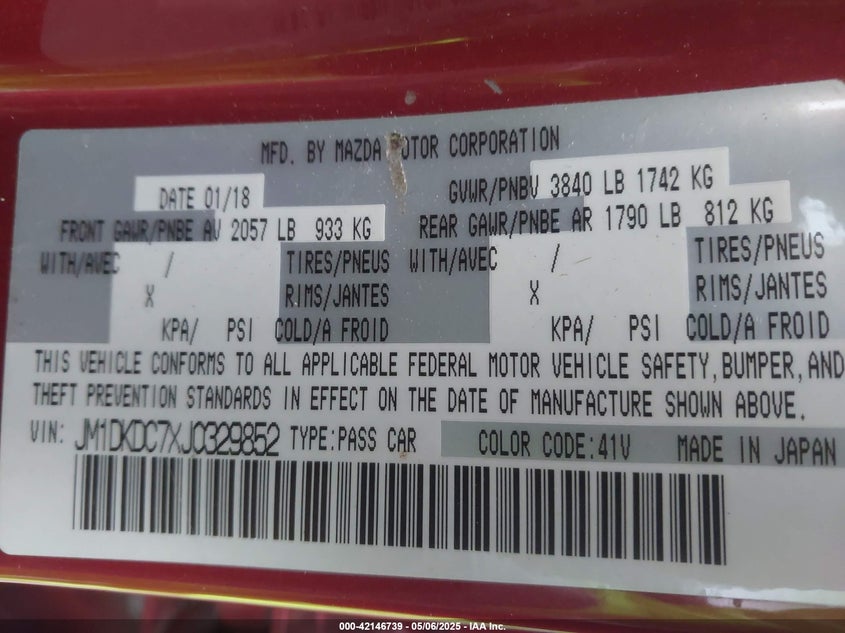 MFD. BY MAZDA MOTOR CORPORATION
DATE 01/18 GVWR/PNBV 3840 LB 1742 KG
FRONT GAWR/PNBE AV 2057 LB 933 KG REAR GAWR/PNBE AR 1790 LB 812 KG
WITH/AVEC / TIRES/PNEUS WITH/AVEC / TIRES/PNEUS
X RIMS/JANTES X RIMS/JANTES
KPA/ PSI COLD/A FROID KPA/ PSI COLD/A FROID
THIS VEHICLE CONFORMS TO ALL APPLICABLE FEDERAL MOTOR VEHICLE SAFETY, BUMPER, AND
THEFT PREVENTION STANDARDS IN EFFECT ON THE DATE OF MANUFACTURE SHOWN ABOVE.
VIN: JM1DKDC7XJ0329852 TYPE:PASS CAR COLOR CODE:41V MADE IN JAPAN
000-42146739 - 05/06/2025 - IAA Inc.